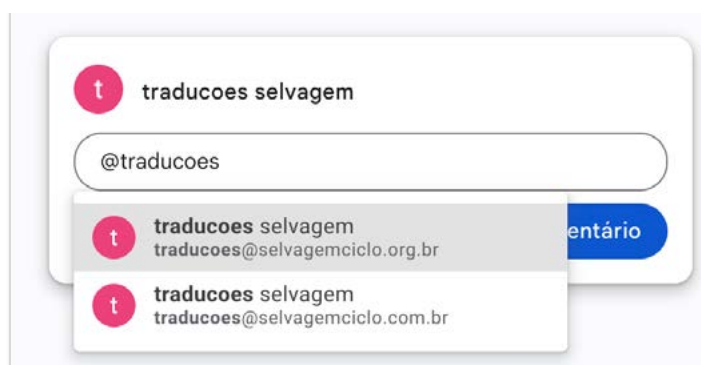 t traducoes selvagem
@traducoes
t traducoes selvagem
traducoes@selvagemciclo.org.br
entário
t traducoes selvagem
traducoes@selvagemciclo.com.br